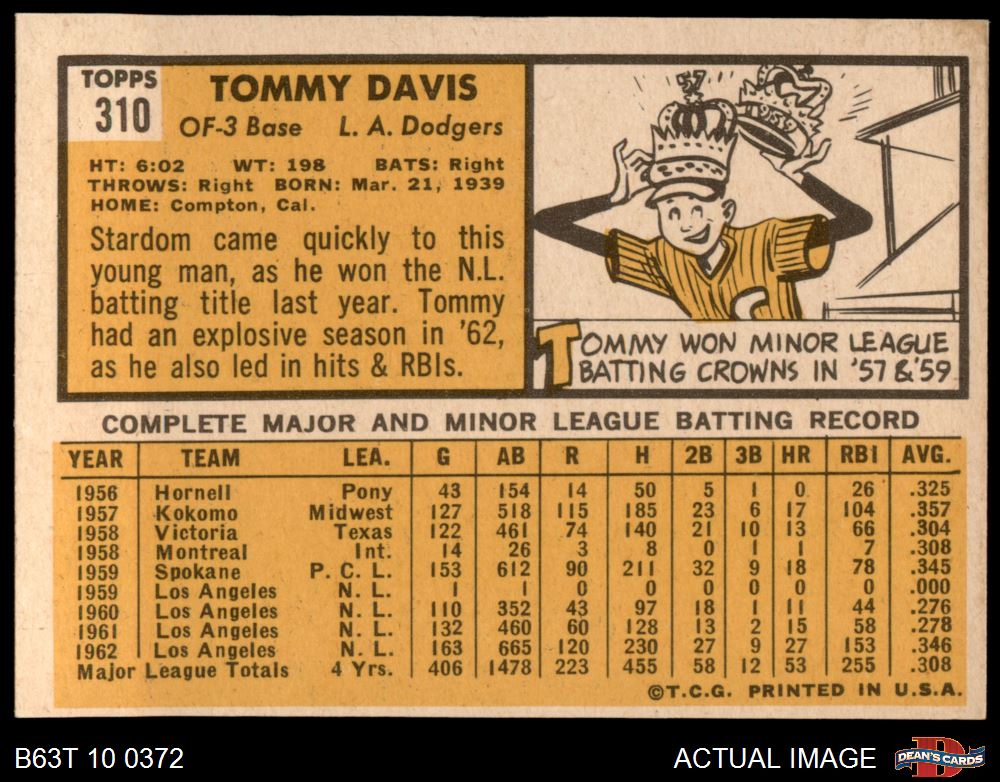 TOPPS
310
TOMMY DAVIS
OF-3 Base L. A. Dodgers
HT: 6:02 WT: 198 BATS: Right
THROWS: Right BORN: Mar. 21, 1939
HOME: Compton, Cal.
Stardom came quickly to this
young man, as he won the N.L.
batting title last year. Tommy
had an explosive season in '62,
as he also led in hits & RBIs.
57
1959
C
TOMMY WON MINOR LEAGUE
BATTING CROWNS IN '57 & '59
COMPLETE MAJOR AND MINOR LEAGUE BATTING RECORD
YEAR TEAM LEA. G AB R H 2B 3B HR RBI AVG.
1956 Hornell Pony 43 154 14 50 5 1 0 26 .325
1957 Kokomo Midwest 127 518 115 185 23 6 17 104 .357
1958 Victoria Texas 122 461 74 140 21 10 13 66 .304
1958 Montreal Int. 14 26 3 8 0 1 1 7 .308
1959 Spokane P. C. L. 153 612 90 211 32 9 18 78 .345
1959 Los Angeles N. L. 1 1 0 0 0 0 0 0 .000
1960 Los Angeles N. L. 110 352 43 97 18 1 11 44 .276
1961 Los Angeles N. L. 132 460 60 128 13 2 15 58 .278
1962 Los Angeles N. L. 163 665 120 230 27 9 27 153 .346
Major League Totals 4 Yrs. 406 1478 223 455 58 12 53 255 .308
©T.C.G. PRINTED IN U.S.A.
B63T 10 0372
ACTUAL IMAGE
D
DEAN'S CARDS